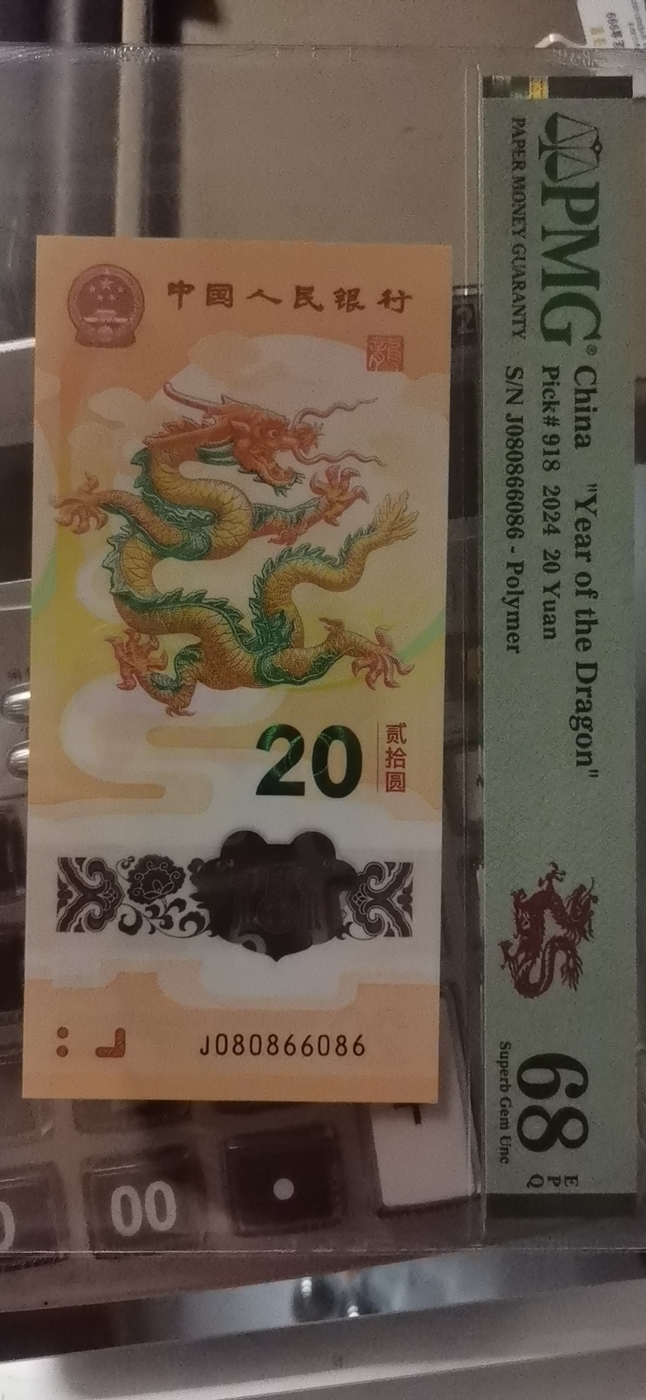 中国人民银行
龍
20
贰拾圆
J080866086
PMG®
PAPER MONEY GUARANTY
China "Year of the Dragon"
Pick# 918 2024 20 Yuan
S/N J080866086 - Polymer
68
EPQ
Superb Gem Unc
00